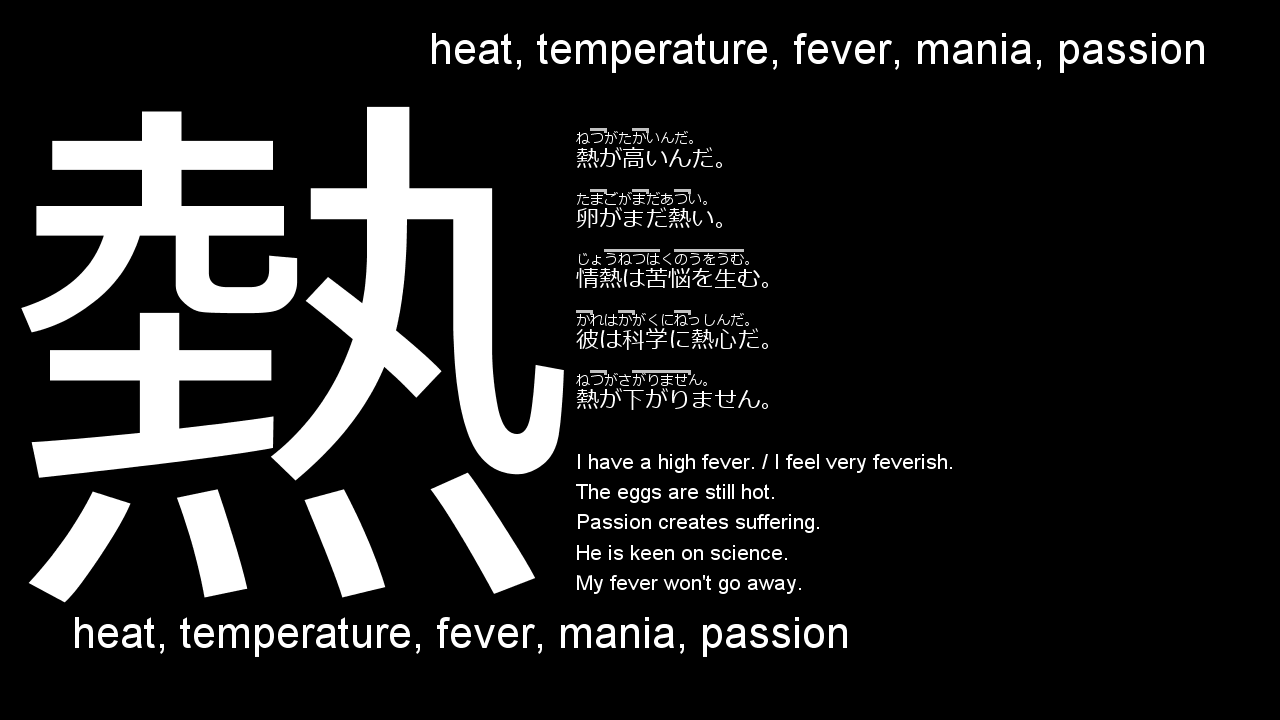 heat, temperature, fever, mania, passion
熱
ねつがたかいんだ。
熱が高いんだ。
たまごがまだあつい。
卵がまだ熱い。
じょうねつはくのうをうむ。
情熱は苦悩を生む。
かれはかがくにねっしんだ。
彼は科学に熱心だ。
ねつがさがりません。
熱が下がりません。
I have a high fever. / I feel very feverish.
The eggs are still hot.
Passion creates suffering.
He is keen on science.
My fever won't go away.
heat, temperature, fever, mania, passion